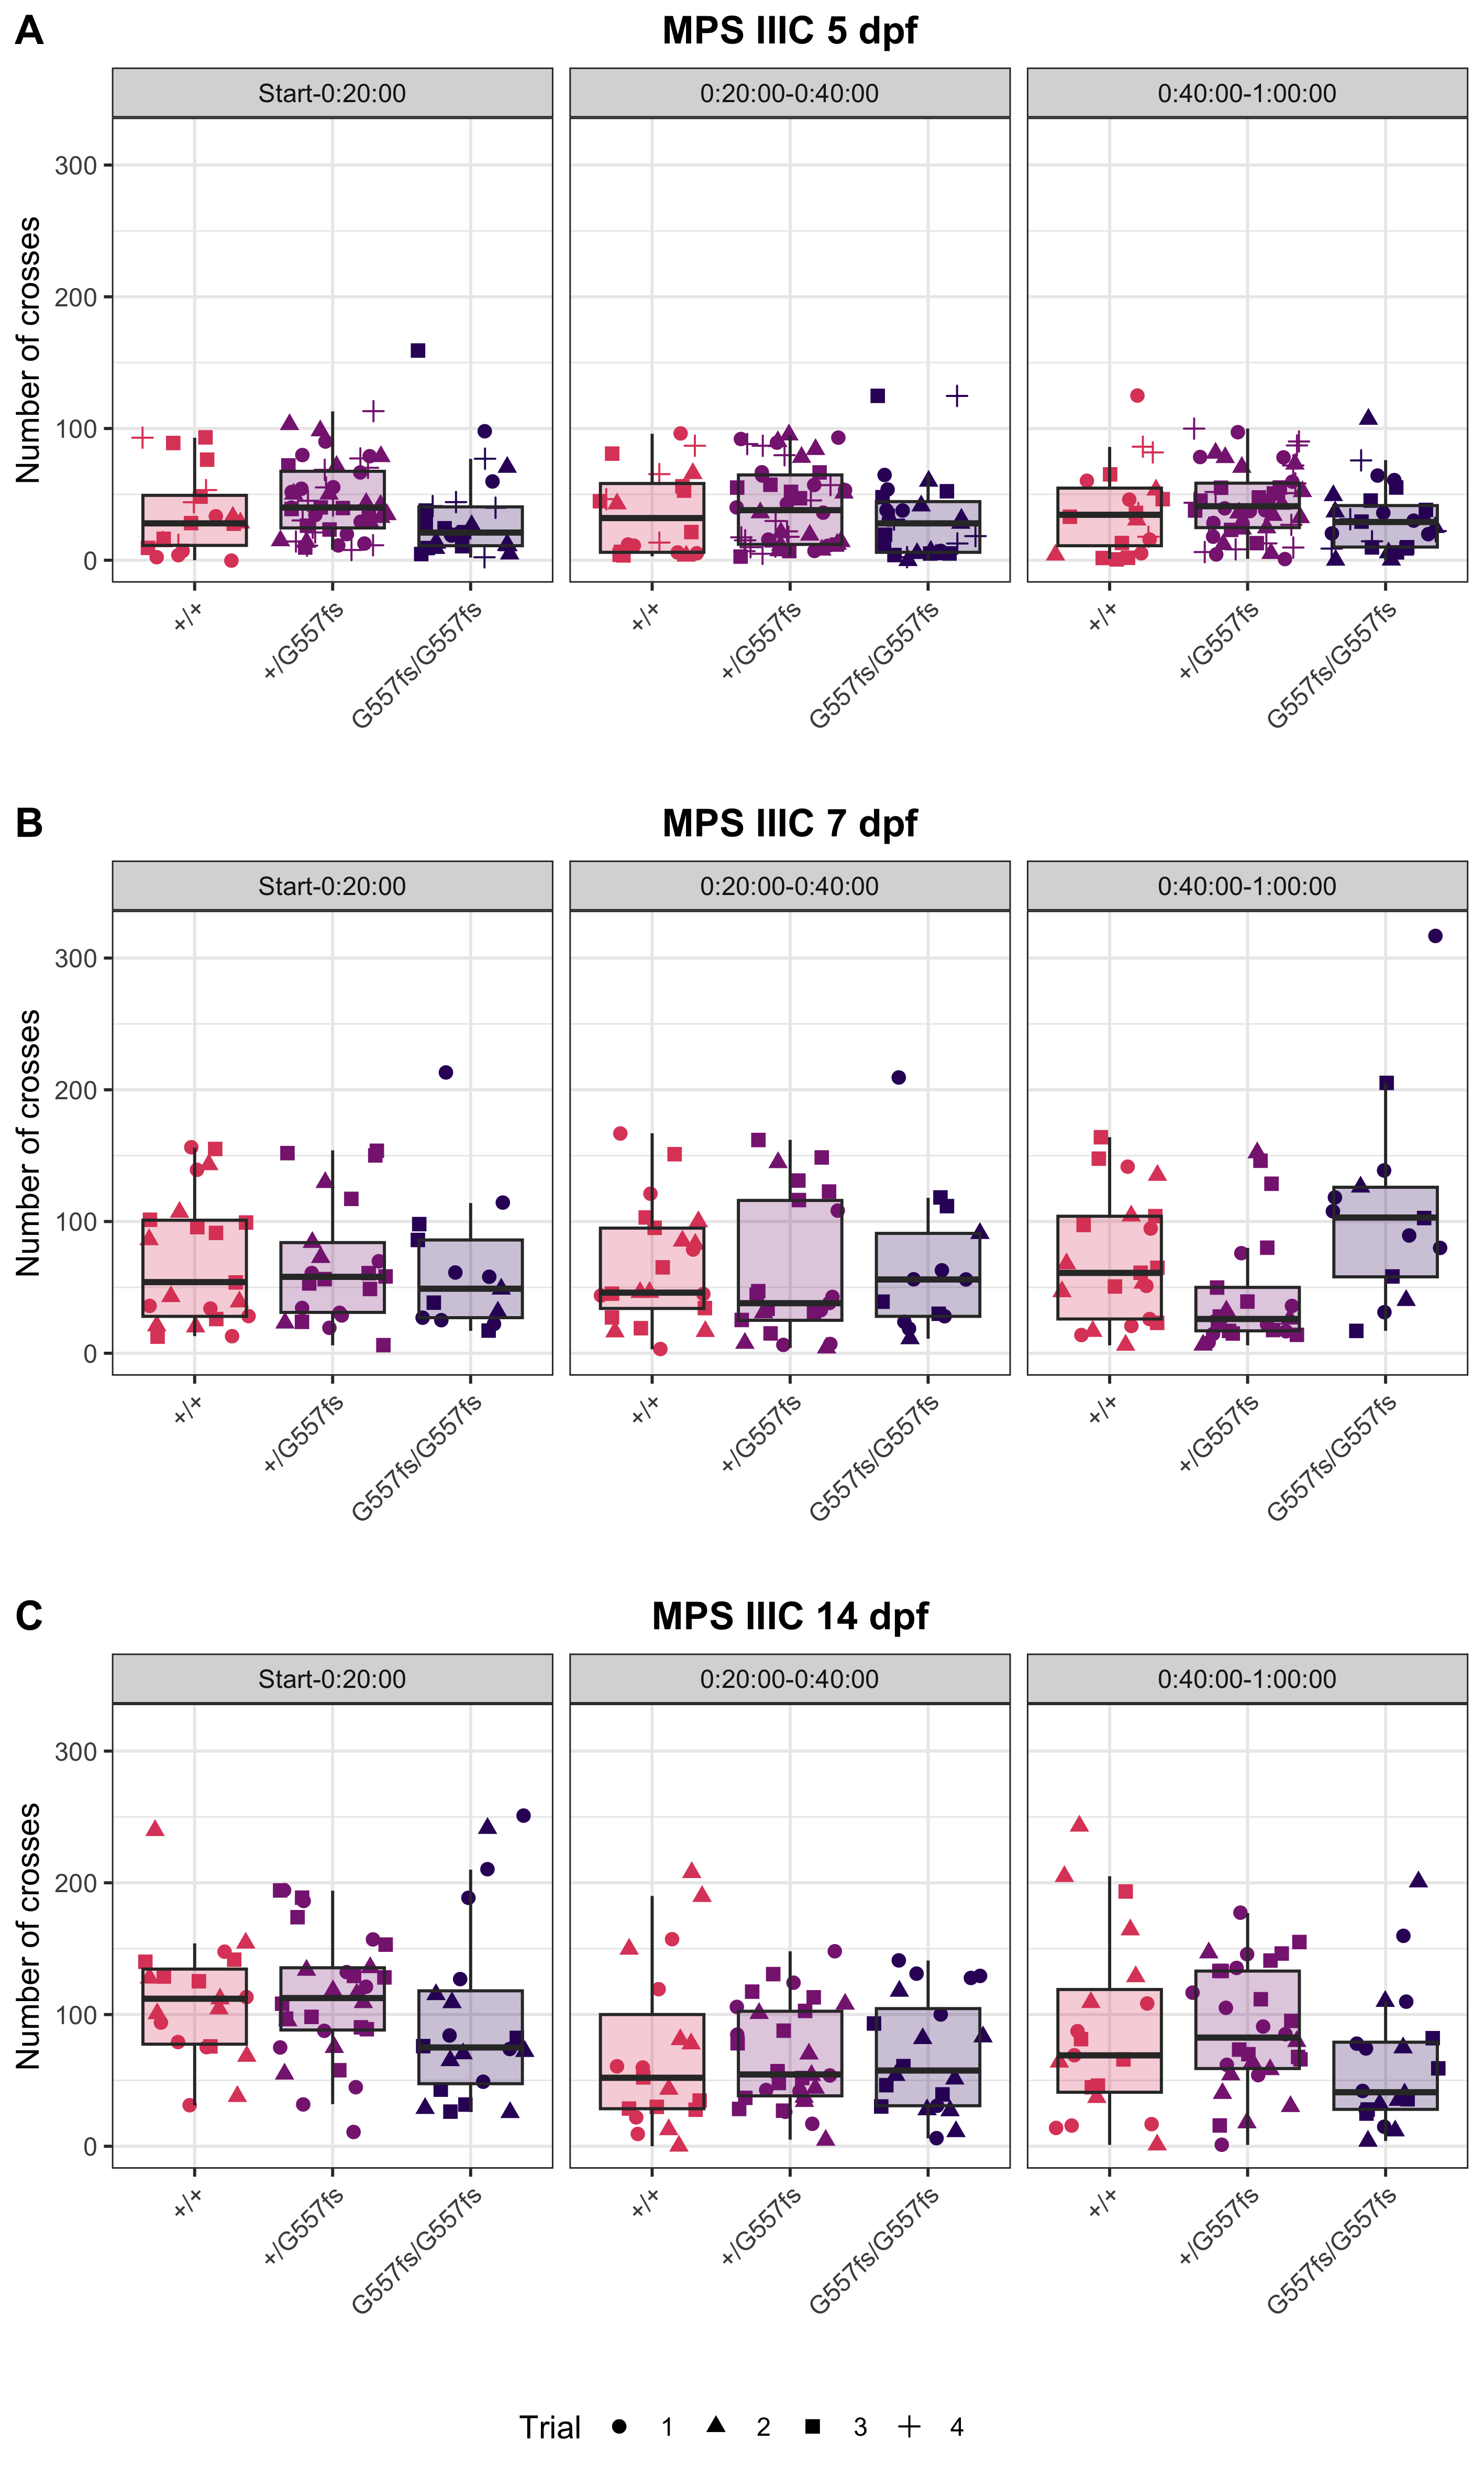 A
MPS IIIC 5 dpf
Start-0:20:00 0:20:00-0:40:00 0:40:00-1:00:00
Number of crosses
300
200
100
0
+/+ +/G557fs G557fs/G557fs +/+ +/G557fs G557fs/G557fs +/+ +/G557fs G557fs/G557fs
B
MPS IIIC 7 dpf
Start-0:20:00 0:20:00-0:40:00 0:40:00-1:00:00
Number of crosses
300
200
100
0
+/+ +/G557fs G557fs/G557fs +/+ +/G557fs G557fs/G557fs +/+ +/G557fs G557fs/G557fs
C
MPS IIIC 14 dpf
Start-0:20:00 0:20:00-0:40:00 0:40:00-1:00:00
Number of crosses
300
200
100
0
+/+ +/G557fs G557fs/G557fs +/+ +/G557fs G557fs/G557fs +/+ +/G557fs G557fs/G557fs
Trial 1 2 3 4